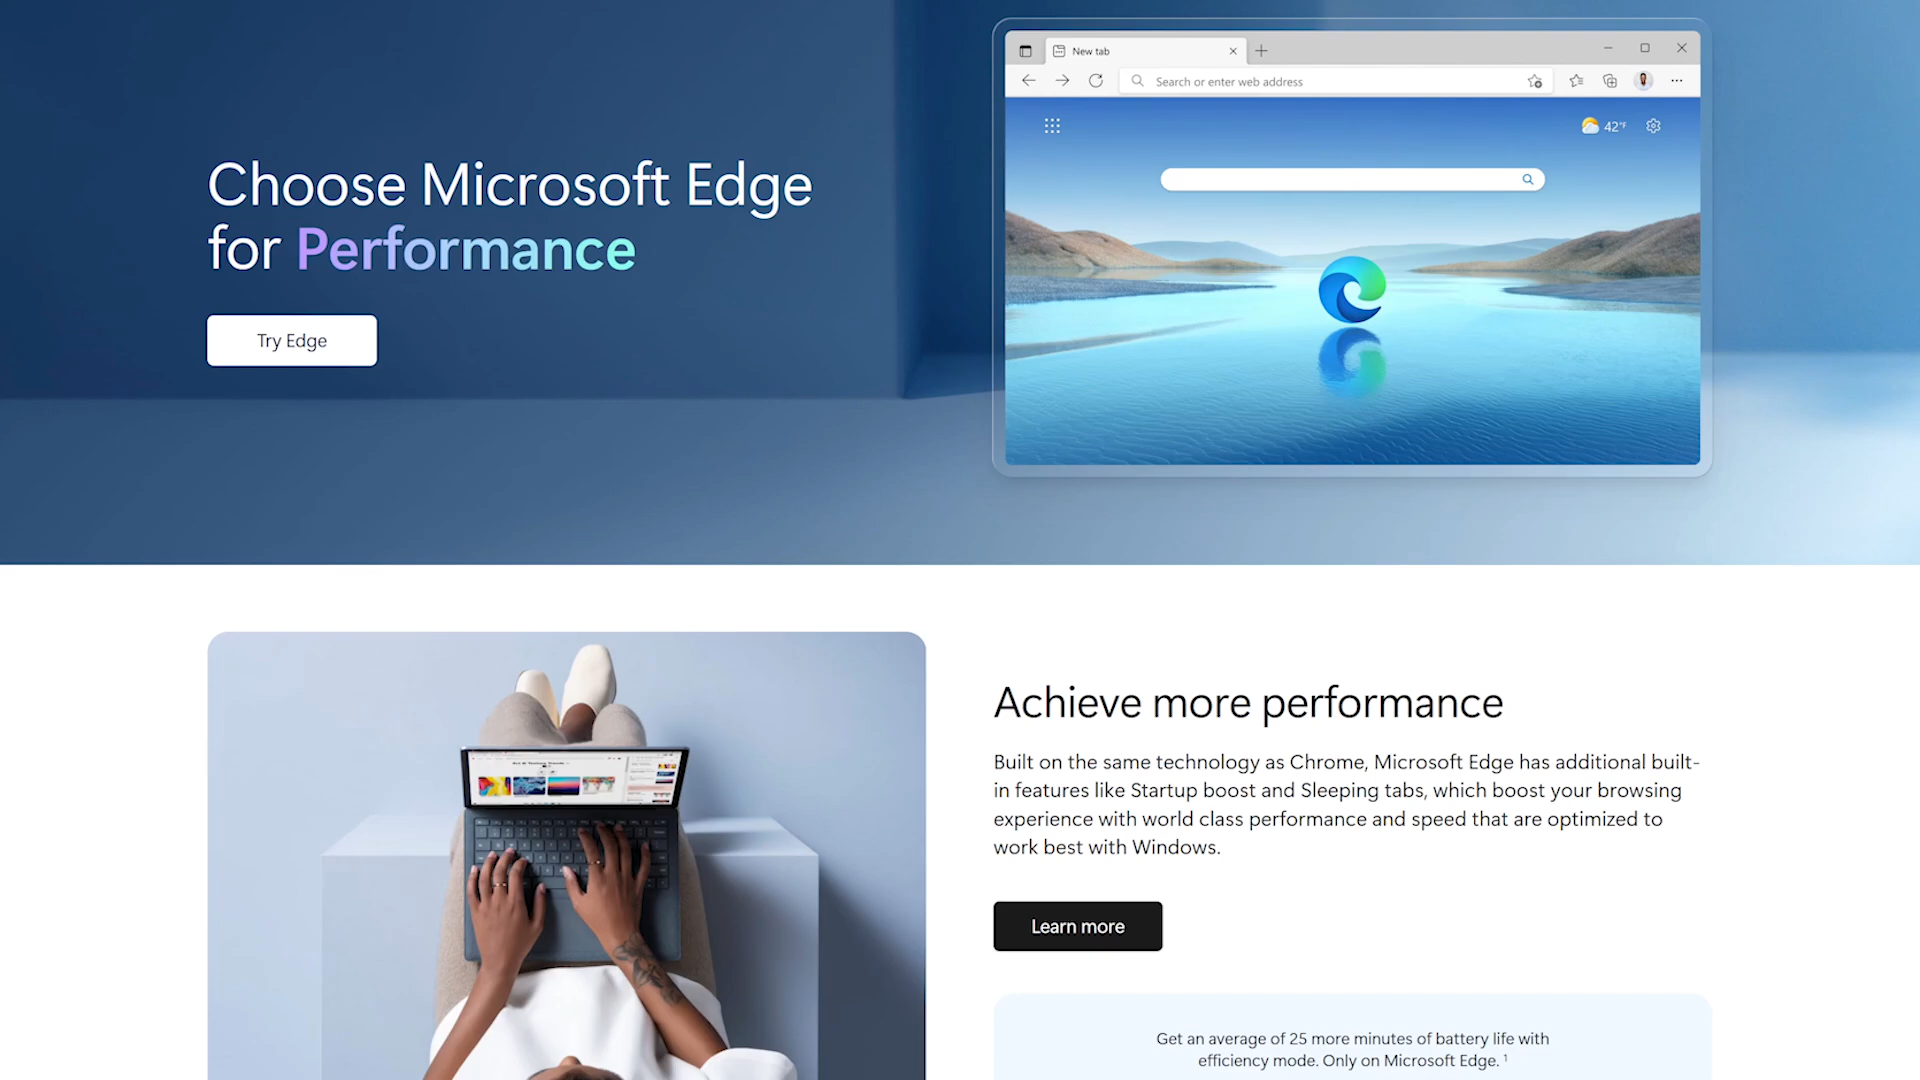 New tab
Search or enter web address
42°F
Choose Microsoft Edge
for Performance
Try Edge
Achieve more performance
Built on the same technology as Chrome, Microsoft Edge has additional built-
in features like Startup boost and Sleeping tabs, which boost your browsing
experience with world class performance and speed that are optimized to
work best with Windows.
Learn more
Get an average of 25 more minutes of battery life with
efficiency mode. Only on Microsoft Edge. 1